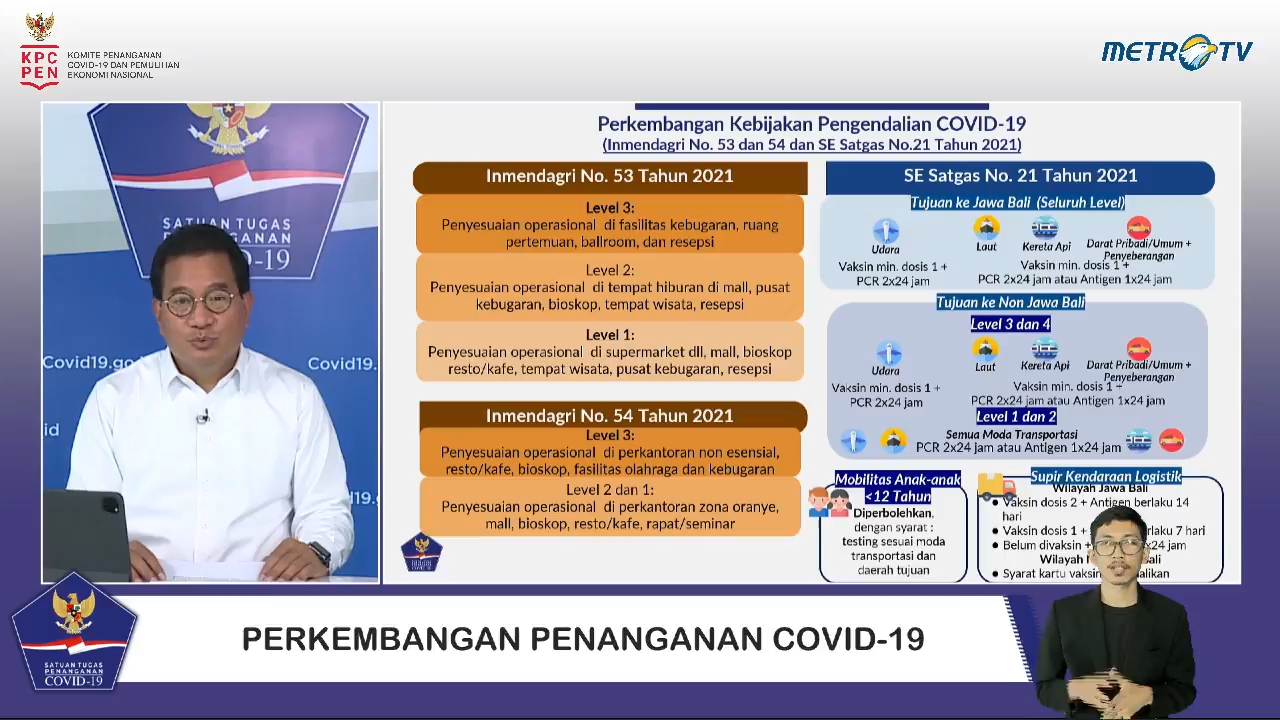 KPC
PEN
KOMITE PENANGANAN
COVID-19 DAN PEMULIHAN
EKONOMI NASIONAL
METRO TV
SATUAN TUGAS
Covid19.go
Covid19.
id
Perkembangan Kebijakan Pengendalian COVID-19
(Inmendagri No. 53 dan 54 dan SE Satgas No.21 Tahun 2021)
Inmendagri No. 53 Tahun 2021
Level 3:
Penyesuaian operasional di fasilitas kebugaran, ruang
pertemuan, ballroom, dan resepsi
Level 2:
Penyesuaian operasional di tempat hiburan di mall, pusat
kebugaran, bioskop, tempat wisata, resepsi
Level 1:
Penyesuaian operasional di supermarket dll, mall, bioskop
resto/kafe, tempat wisata, pusat kebugaran, resepsi
Inmendagri No. 54 Tahun 2021
Level 3:
Penyesuaian operasional di perkantoran non esensial,
resto/kafe, bioskop, fasilitas olahraga dan kebugaran
Level 2 dan 1:
Penyesuaian operasional di perkantoran zona oranye,
mall, bioskop, resto/kafe, rapat/seminar
SE Satgas No. 21 Tahun 2021
Tujuan ke Jawa Bali (Seluruh Level)
Udara
Laut
Kereta Api
Darat Pribadi/Umum +
Penyeberangan
Vaksin min. dosis 1 +
PCR 2x24 jam
Vaksin min. dosis 1 +
PCR 2x24 jam atau Antigen 1x24 jam
Tujuan ke Non Jawa Bali
Level 3 dan 4
Udara
Laut
Kereta Api
Darat Pribadi/Umum +
Penyeberangan
Vaksin min. dosis 1 +
PCR 2x24 jam
Vaksin min. dosis 1 +
PCR 2x24 jam atau Antigen 1x24 jam
Level 1 dan 2
Semua Moda Transportasi
PCR 2x24 jam atau Antigen 1x24 jam
Mobilitas Anak-anak
<12 Tahun
Diperbolehkan,
dengan syarat :
testing sesuai moda
transportasi dan
daerah tujuan
Supir Kendaraan Logistik
Wilayah Jawa Bali
• Vaksin dosis 2 + Antigen berlaku 14
hari
• Vaksin dosis 1 + berlaku 7 hari
• Belum divaksin + x24 jam
Wilayah
• Syarat kartu vaksin
PERKEMBANGAN PENANGANAN COVID-19
SATUAN TUGAS
PENANGANAN
COVID-19